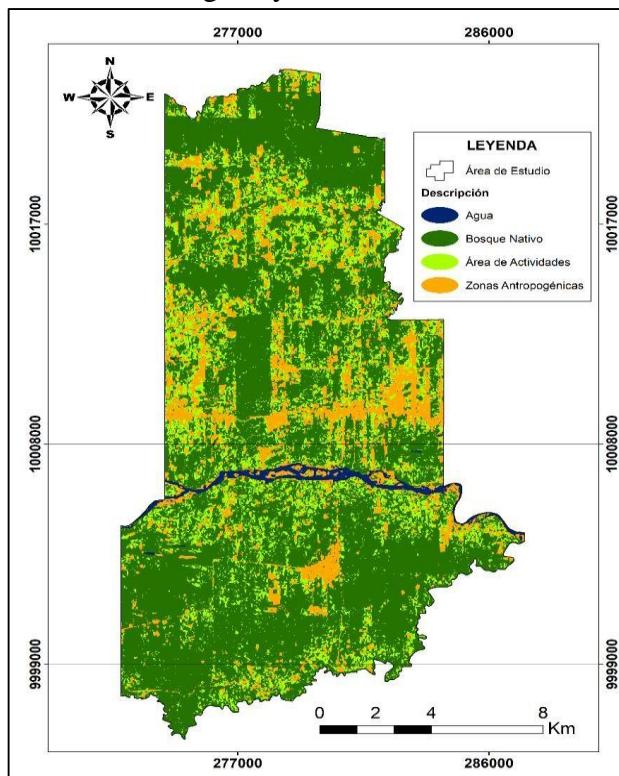 277000
286000
N
W
E
S
LEYENDA
Área de Estudio
Descripción
Agua
Bosque Nativo
Área de Actividades
Zonas Antropogénicas
10017000
10017000
10008000
10008000
9999000
9999000
0 2 4 8
Km
277000
286000